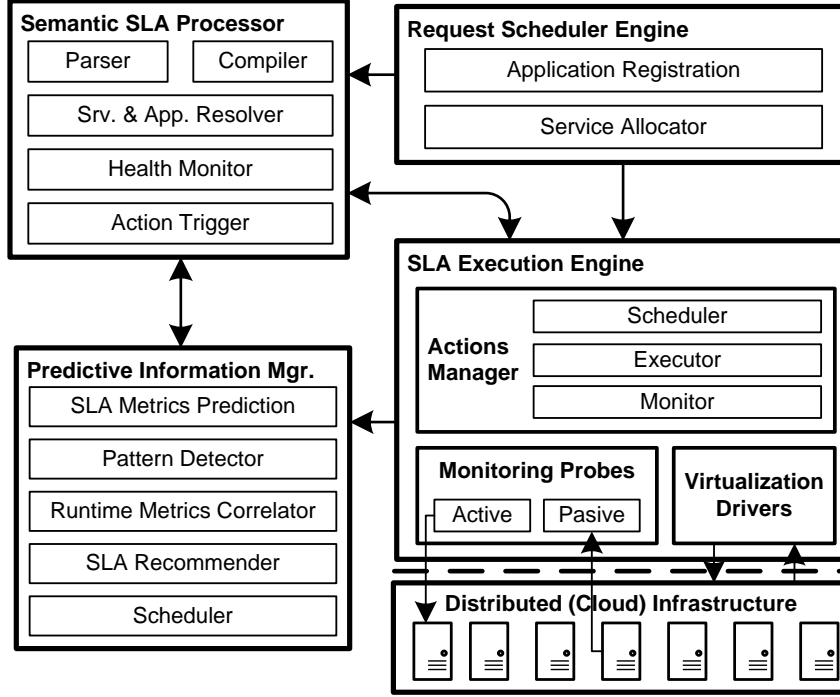 Semantic SLA Processor
Parser
Compiler
Srv. & App. Resolver
Health Monitor
Action Trigger
Request Scheduler Engine
Application Registration
Service Allocator
SLA Execution Engine
Actions
Manager
Scheduler
Executor
Monitor
Monitoring Probes
Active
Pasive
Virtualization
Drivers
Predictive Information Mgr.
SLA Metrics Prediction
Pattern Detector
Runtime Metrics Correlator
SLA Recommender
Scheduler
Distributed (Cloud) Infrastructure